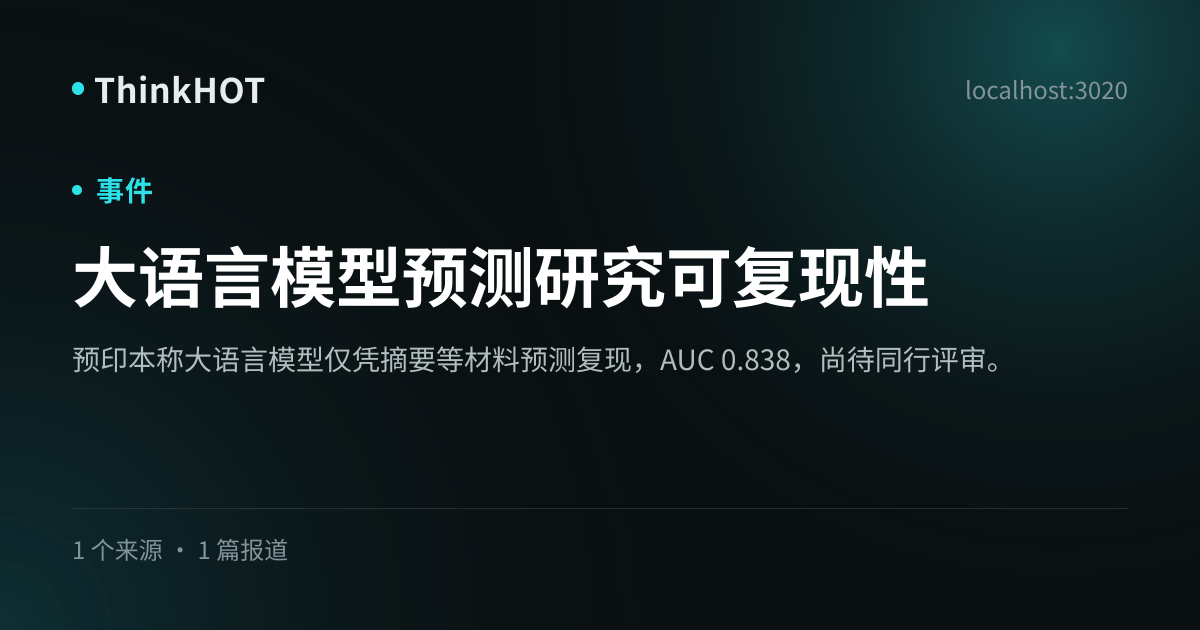 ThinkHOT
localhost:3020
事件
大语言模型预测研究可复现性
预印本称大语言模型仅凭摘要等材料预测复现，AUC 0.838，尚待同行评审。
1 个来源 · 1 篇报道